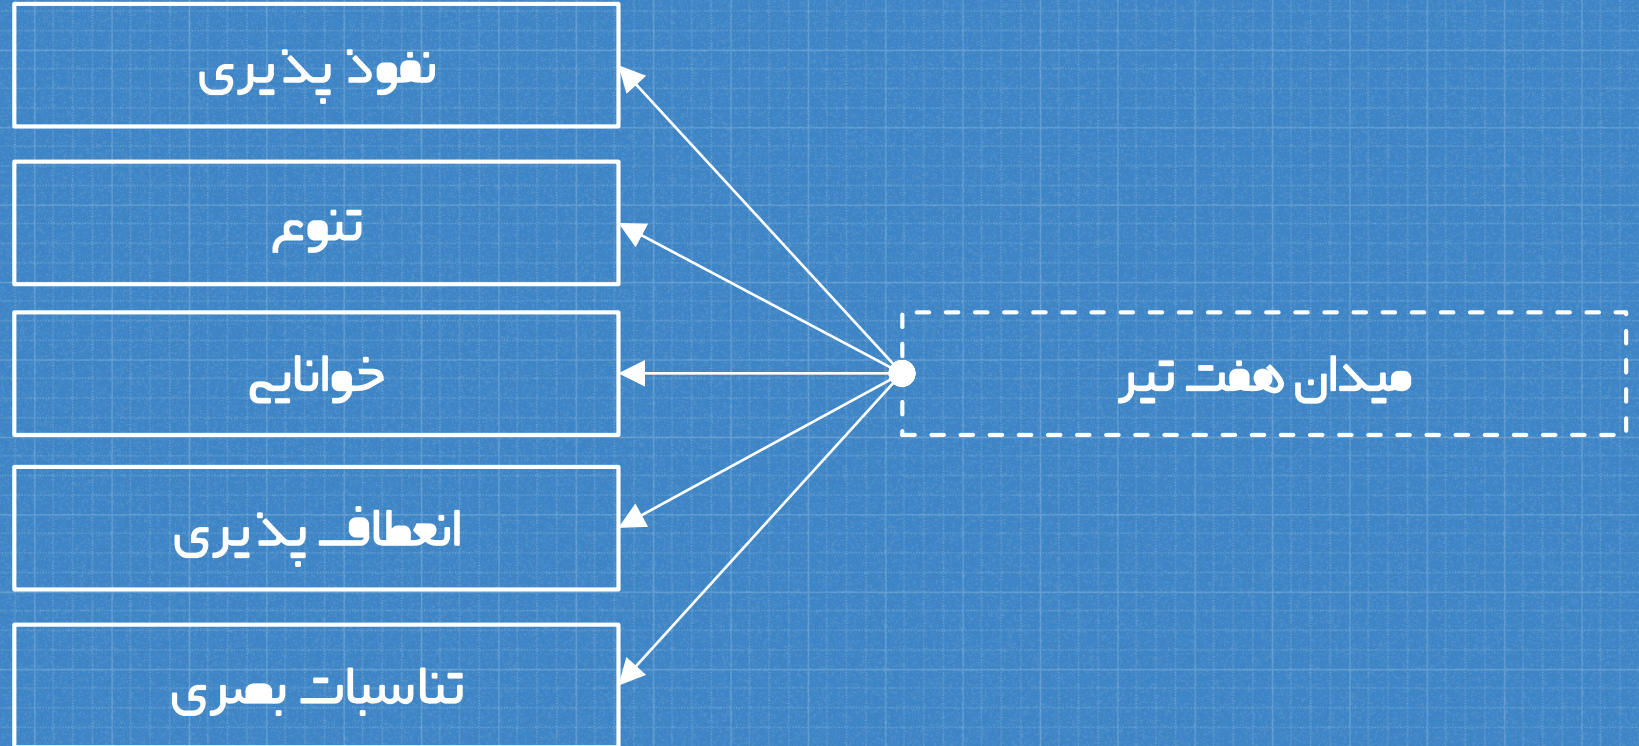 نفوذ پذیری
تنوع
خوانایی
میدان هفت تیر
انعطاف پذیری
تناسبات بصری